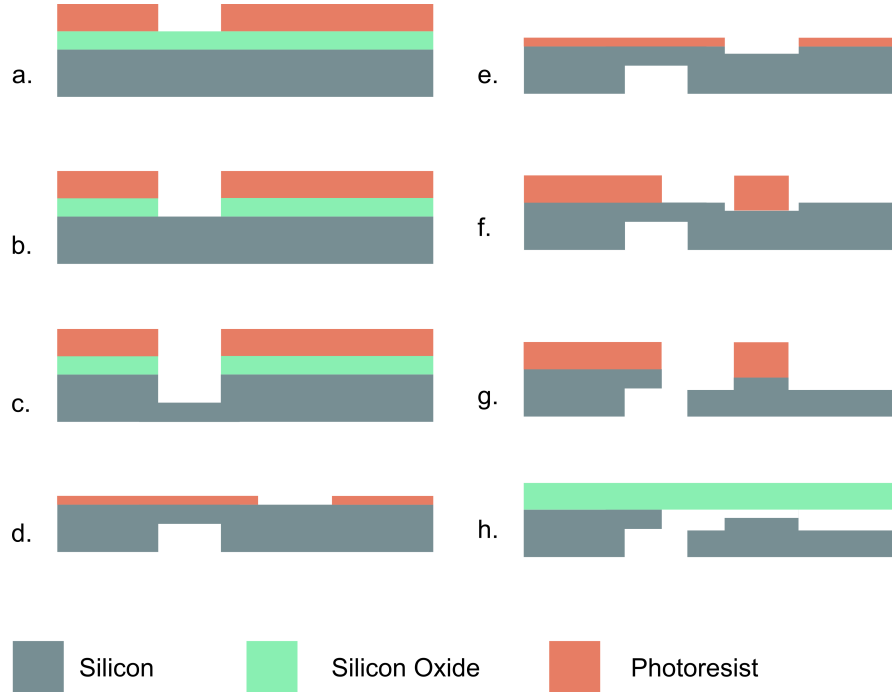 a.
b.
c.
d.
e.
f.
g.
h.
Silicon
Silicon Oxide
Photoresist